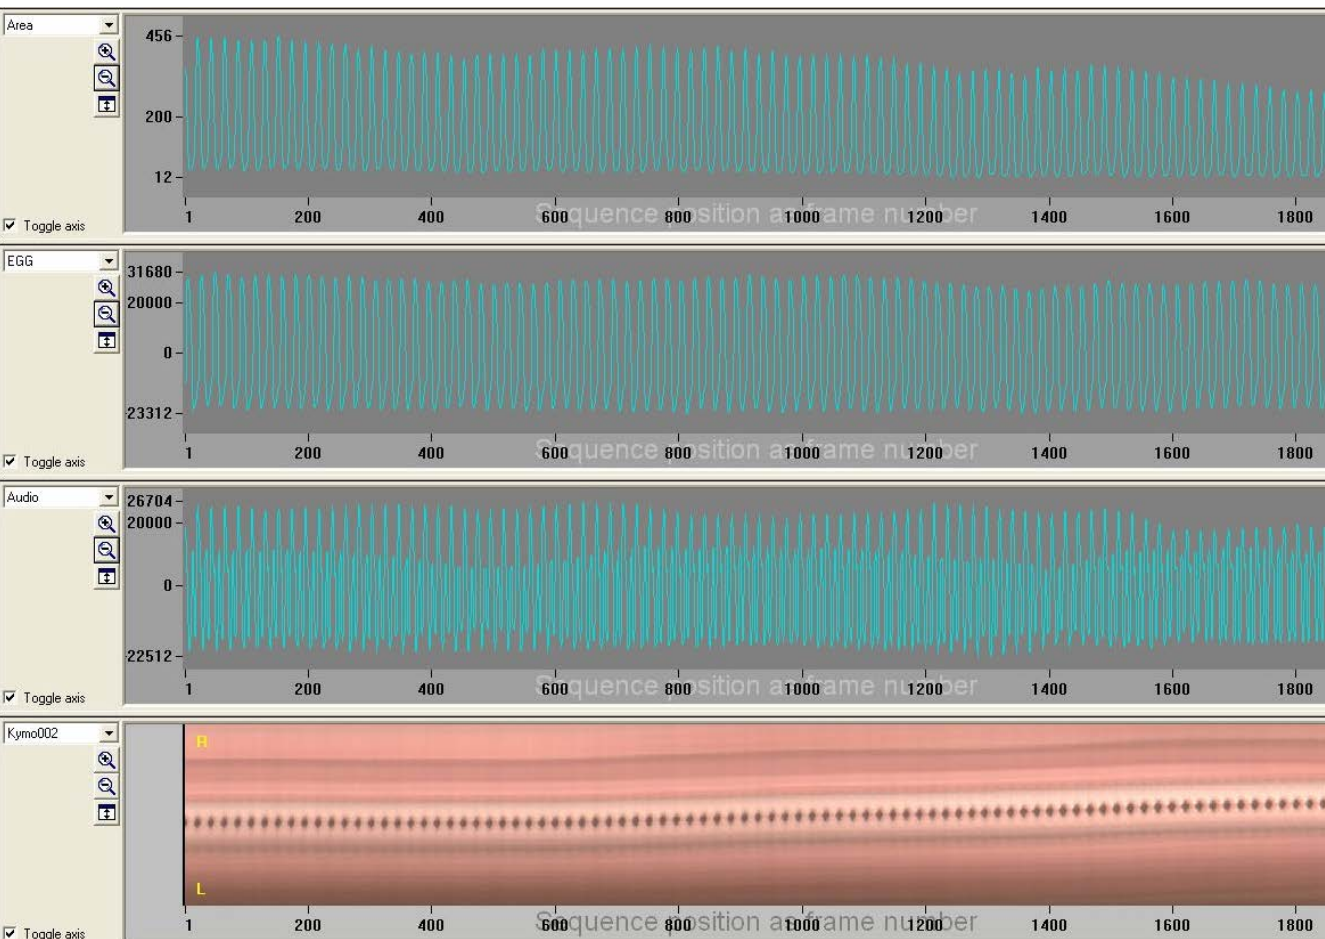 Area
456
200
12
Toggle axis
1 200 400 600 800 1000 1200 1400 1600 1800
Sequence position as frame number
EGG
31680
20000
0
-23312
Toggle axis
1 200 400 600 800 1000 1200 1400 1600 1800
Sequence position as frame number
Audio
26704
20000
0
-22512
Toggle axis
1 200 400 600 800 1000 1200 1400 1600 1800
Sequence position as frame number
Kymo002
R
L
Toggle axis
1 200 400 600 800 1000 1200 1400 1600 1800
Sequence position as frame number